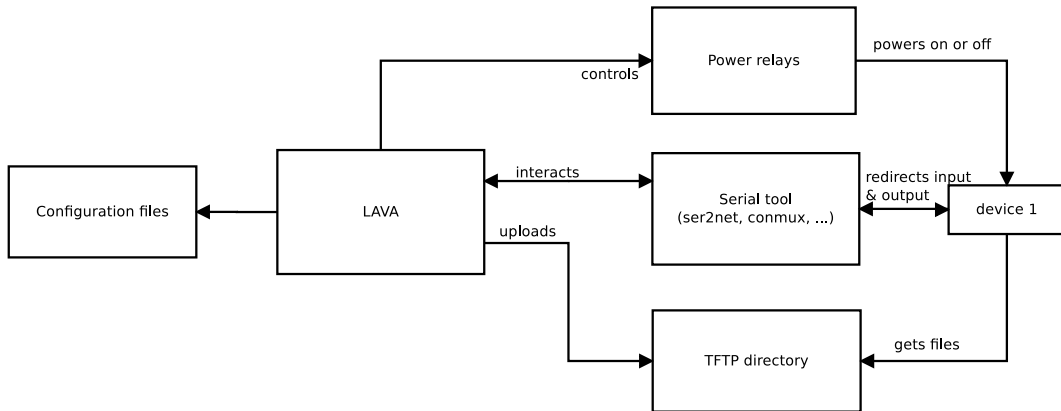 Power relays
powers on or off
controls
Configuration files
LAVA
interacts
uploads
Serial tool
(ser2net, conmux, ...)
redirects input
& output
device 1
TFTP directory
gets files